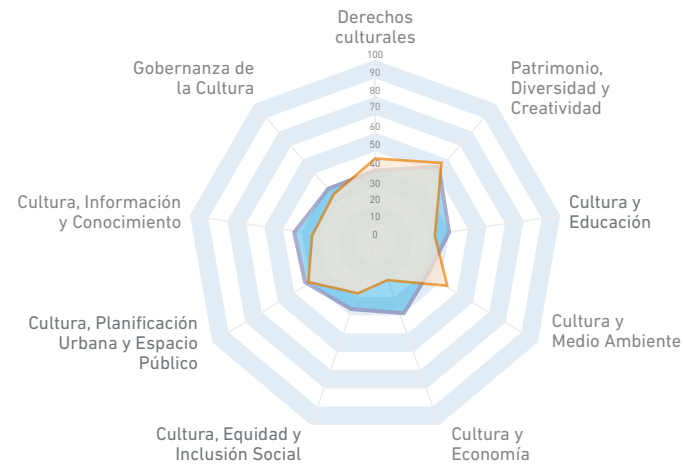 Derechos
culturales
100
90
80
70
60
50
40
30
20
10
0
Patrimonio,
Diversidad y
Creatividad
Cultura y
Educación
Cultura y
Medio Ambiente
Cultura y
Economía
Cultura, Equidad y
Inclusión Social
Cultura, Planificación
Urbana y Espacio
Público
Cultura, Información
y Conocimiento
Gobernanza de
la Cultura